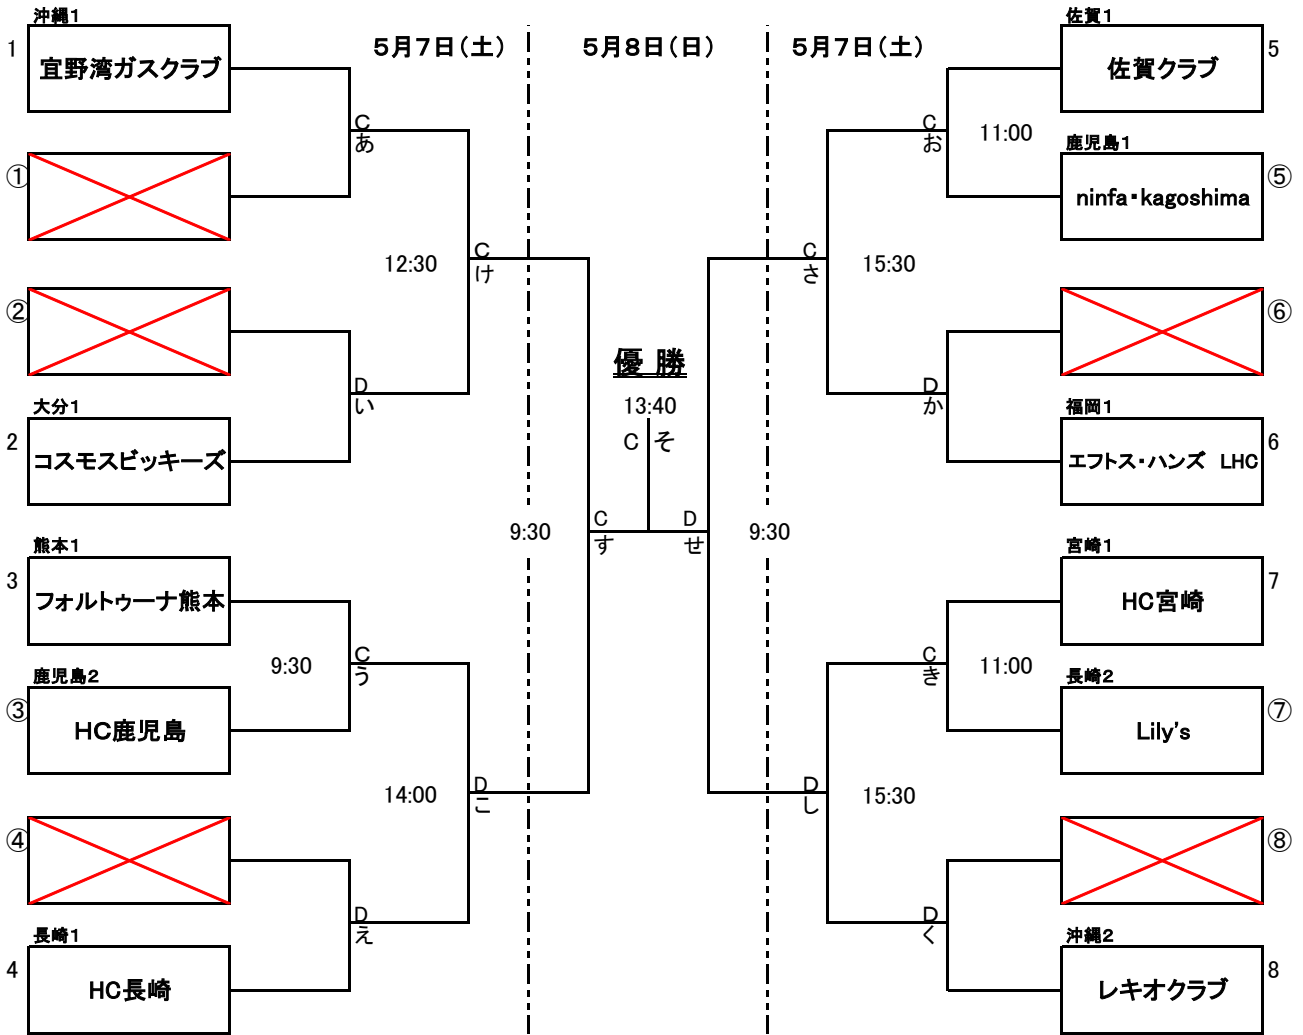 沖縄1
1
宜野湾ガスクラブ
①
②
大分1
2
コスモスビッキーズ
熊本1
3
フォルトゥーナ熊本
鹿児島2
③
HC鹿児島
④
長崎1
4
HC長崎
5月7日(土)
C
あ
12:30
C
け
D
い
9:30
C
う
14:00
D
こ
D
え
5月8日(日)
優 勝
13:40
C そ
9:30
C
す
D
せ
9:30
5月7日(土)
C
お
11:00
C
さ
15:30
D
か
C
き
11:00
D
し
15:30
D
く
佐賀1
佐賀クラブ
5
鹿児島1
ninfa・kagoshima
⑤
⑥
福岡1
エフトス・ハンズ LHC
6
宮崎1
HC宮崎
7
長崎2
Lily's
⑦
⑧
沖縄2
レキオクラブ
8